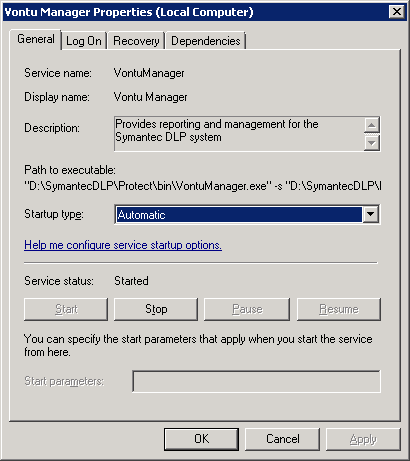 Vontu Manager Properties (Local Computer)
General Log On Recovery Dependencies
Service name: VontuManager
Display name: Vontu Manager
Description: Provides reporting and management for the
Symantec DLP system
Path to executable:
"D:\SymantecDLP\Protect\bin\VontuManager.exe" -s "D:\SymantecDLP\I
Startup type: Automatic
Help me configure service startup options.
Service status: Started
Start Stop Pause Resume
You can specify the start parameters that apply when you start the service
from here.
Start parameters:
OK Cancel Apply